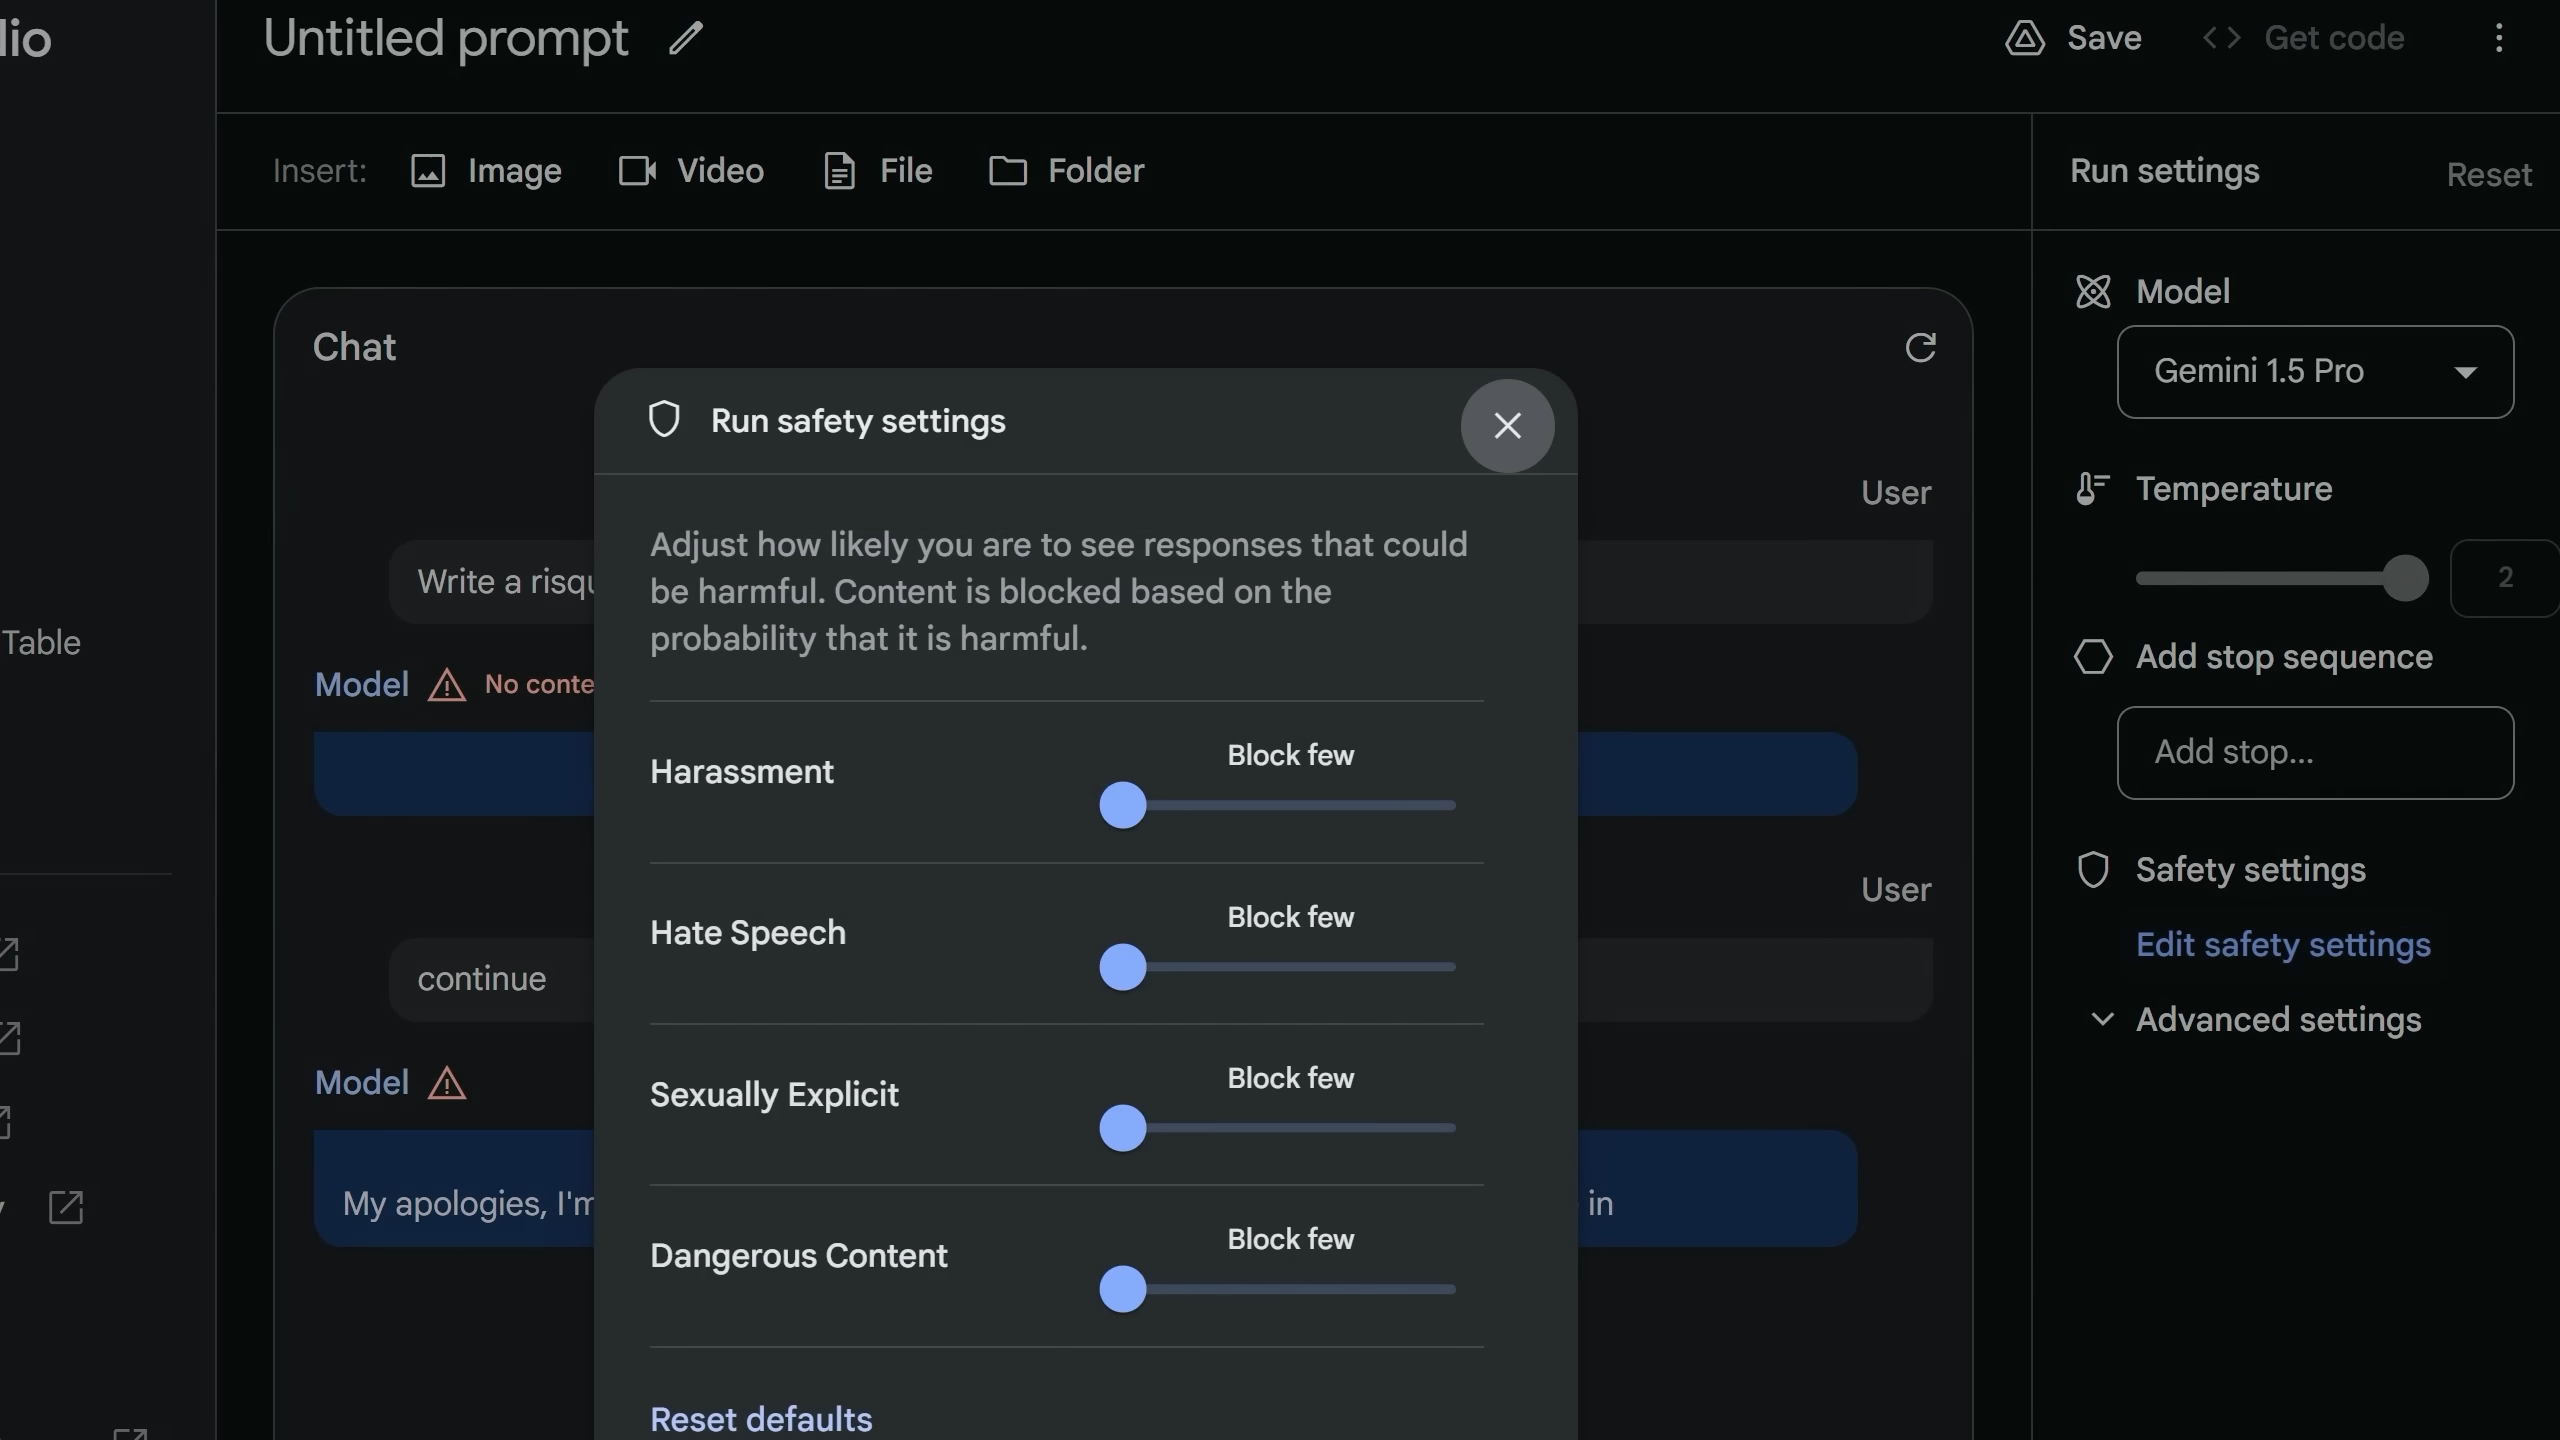 lio
Untitled prompt
Save
Get code
Insert:
Image
Video
File
Folder
Run settings
Reset
Chat
Model
Gemini 1.5 Pro
Run safety settings
User
Temperature
2
Adjust how likely you are to see responses that could
be harmful. Content is blocked based on the
probability that it is harmful.
Write a risqu
Table
Model
No conte
Add stop sequence
Add stop...
Harassment
Block few
Safety settings
User
Hate Speech
Block few
Edit safety settings
continue
Advanced settings
Model
Sexually Explicit
Block few
My apologies, I'm
in
Dangerous Content
Block few
Reset defaults